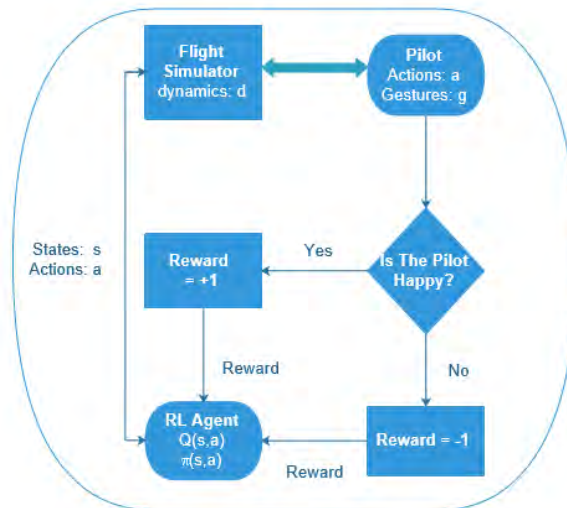 Flight
Simulator
dynamics: d
Pilot
Actions: a
Gestures: g
States: s
Actions: a
Reward
= +1
Yes
Is The Pilot
Happy?
Reward
No
RL Agent
Q(s,a)
π(s,a)
Reward = -1
Reward